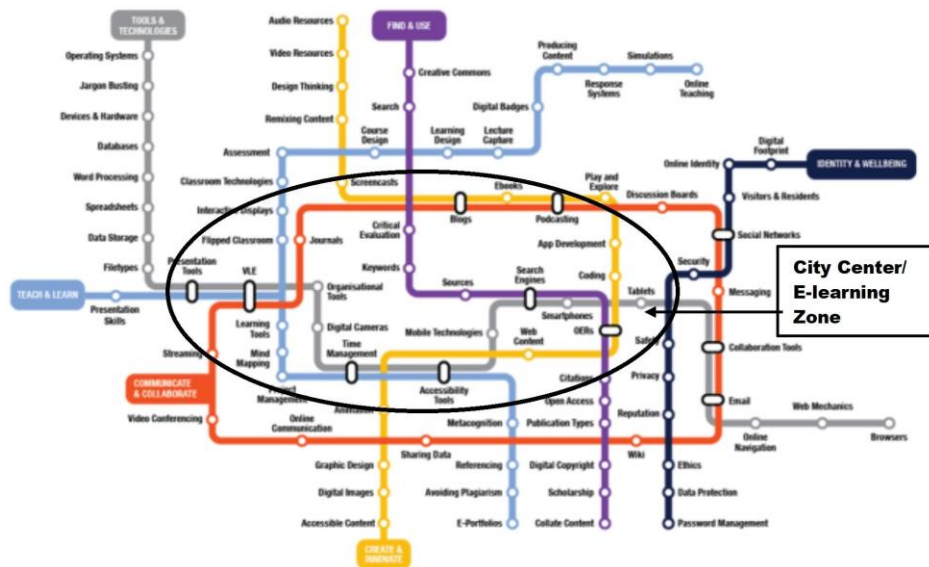 TOOLS &
TECHNOLOGIES
Operating Systems
Jargon Busting
Devices & Hardware
Databases
Word Processing
Spreadsheets
Data Storage
Filetypes
Presentation
Tools
VLE
Organisational
Tools
Digital Cameras
Time
Management
Accessibility
Tools
Mobile Technologies
Smartphones
Tablets
Collaboration Tools
Email
Online
Navigation
Web Mechanics
Browsers
Audio Resources
Video Resources
Design Thinking
Remixing Content
Screencasts
Blogs
Ebooks
Podcasting
Play and
Explore
App Development
Coding
OERs
Web
Content
Animation
Graphic Design
Digital Images
Accessible Content
CREATE &
INNOVATE
FIND & USE
Creative Commons
Search
Critical
Evaluation
Keywords
Sources
Search
Engines
Citations
Open Access
Publication Types
Digital Copyright
Scholarship
Collate Content
TEACH & LEARN
Presentation
Skills
Assessment
Classroom Technologies
Interactive Displays
Flipped Classroom
Learning
Tools
Mind
Mapping
Project
Management
Metacognition
Referencing
Avoiding Plagiarism
E-Portfolios
Course
Design
Learning
Design
Lecture
Capture
Digital Badges
Producing
Content
Response
Systems
Simulations
Online
Teaching
COMMUNICATE
& COLLABORATE
Streaming
Journals
Discussion Boards
Social Networks
Messaging
Video Conferencing
Online
Communication
Sharing Data
Wiki
IDENTITY & WELLBEING
Digital
Footprint
Online Identity
Visitors & Residents
Security
Safety
Privacy
Reputation
Ethics
Data Protection
Password Management
City Center/
E-learning
Zone